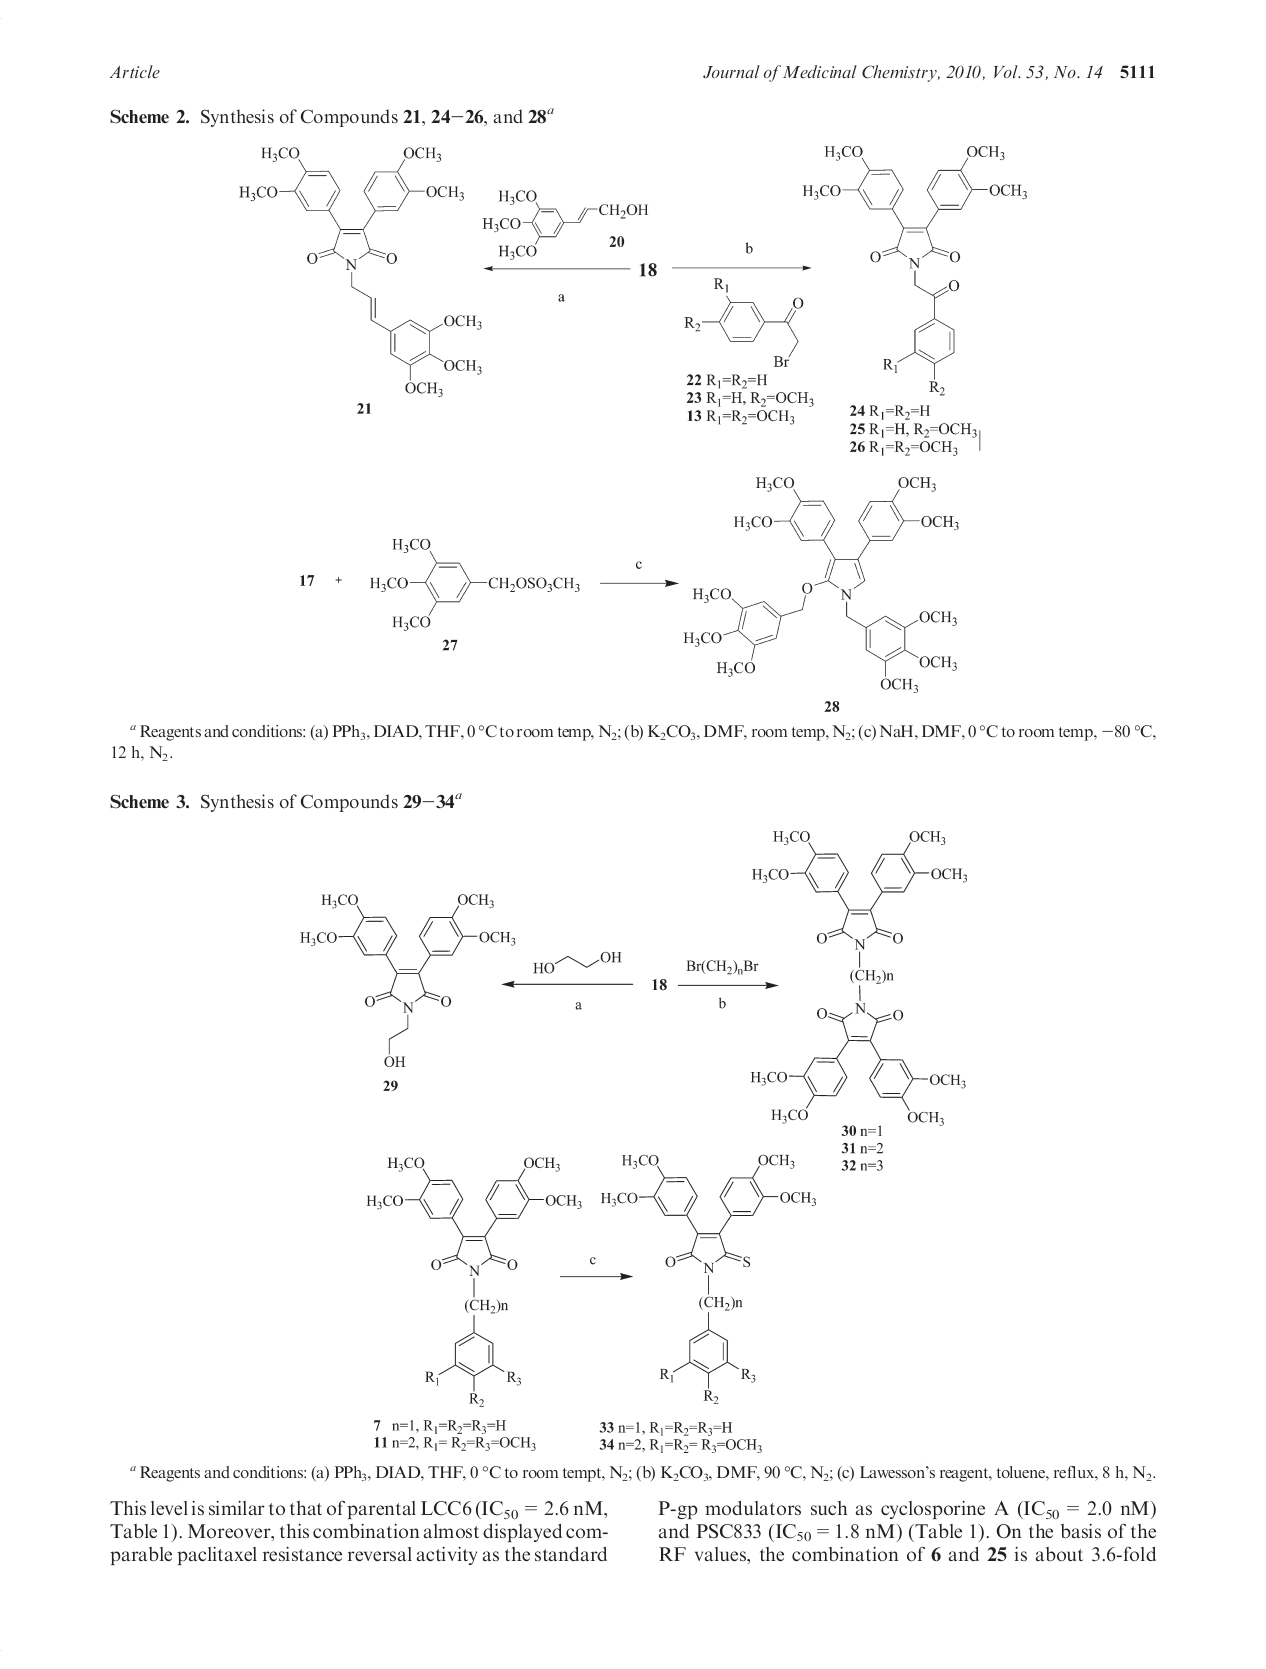 Article
Journal of Medicinal Chemistry, 2010, Vol. 53, No. 14 5111
Scheme 2. Synthesis of Compounds 21, 24−26, and 28ᵃ
H₃CO
OCH₃
H₃CO
OCH₃
O
N
O
OCH₃
OCH₃
OCH₃
21
H₃CO
H₃CO
H₃CO
CH₂OH
20
a
18
b
R₁
R₂
O
Br
22 R₁=R₂=H
23 R₁=H, R₂=OCH₃
13 R₁=R₂=OCH₃
H₃CO
OCH₃
H₃CO
OCH₃
O
N
O
O
R₁
R₂
24 R₁=R₂=H
25 R₁=H, R₂=OCH₃
26 R₁=R₂=OCH₃
17 +
H₃CO
H₃CO
H₃CO
CH₂OSO₃CH₃
27
c
H₃CO
OCH₃
H₃CO
OCH₃
O
N
H₃CO
H₃CO
H₃CO
OCH₃
OCH₃
OCH₃
28
ᵃ Reagents and conditions: (a) PPh₃, DIAD, THF, 0 °C to room temp, N₂; (b) K₂CO₃, DMF, room temp, N₂; (c) NaH, DMF, 0 °C to room temp, −80 °C,
12 h, N₂.
Scheme 3. Synthesis of Compounds 29−34ᵃ
H₃CO
OCH₃
H₃CO
OCH₃
O
N
O
OH
29
HO
OH
a
18
Br(CH₂)ₙBr
b
H₃CO
OCH₃
H₃CO
OCH₃
O
N
O
(CH₂)n
O
N
O
H₃CO
OCH₃
H₃CO
OCH₃
30 n=1
31 n=2
32 n=3
H₃CO
OCH₃
H₃CO
OCH₃
O
N
O
(CH₂)n
R₁
R₃
R₂
7 n=1, R₁=R₂=R₃=H
11 n=2, R₁= R₂=R₃=OCH₃
c
H₃CO
OCH₃
H₃CO
OCH₃
O
N
S
(CH₂)n
R₁
R₃
R₂
33 n=1, R₁=R₂=R₃=H
34 n=2, R₁=R₂= R₃=OCH₃
ᵃ Reagents and conditions: (a) PPh₃, DIAD, THF, 0 °C to room tempt, N₂; (b) K₂CO₃, DMF, 90 °C, N₂; (c) Lawesson's reagent, toluene, reflux, 8 h, N₂.
This level is similar to that of parental LCC6 (IC₅₀ = 2.6 nM,
Table 1). Moreover, this combination almost displayed com-
parable paclitaxel resistance reversal activity as the standard
P-gp modulators such as cyclosporine A (IC₅₀ = 2.0 nM)
and PSC833 (IC₅₀ = 1.8 nM) (Table 1). On the basis of the
RF values, the combination of 6 and 25 is about 3.6-fold